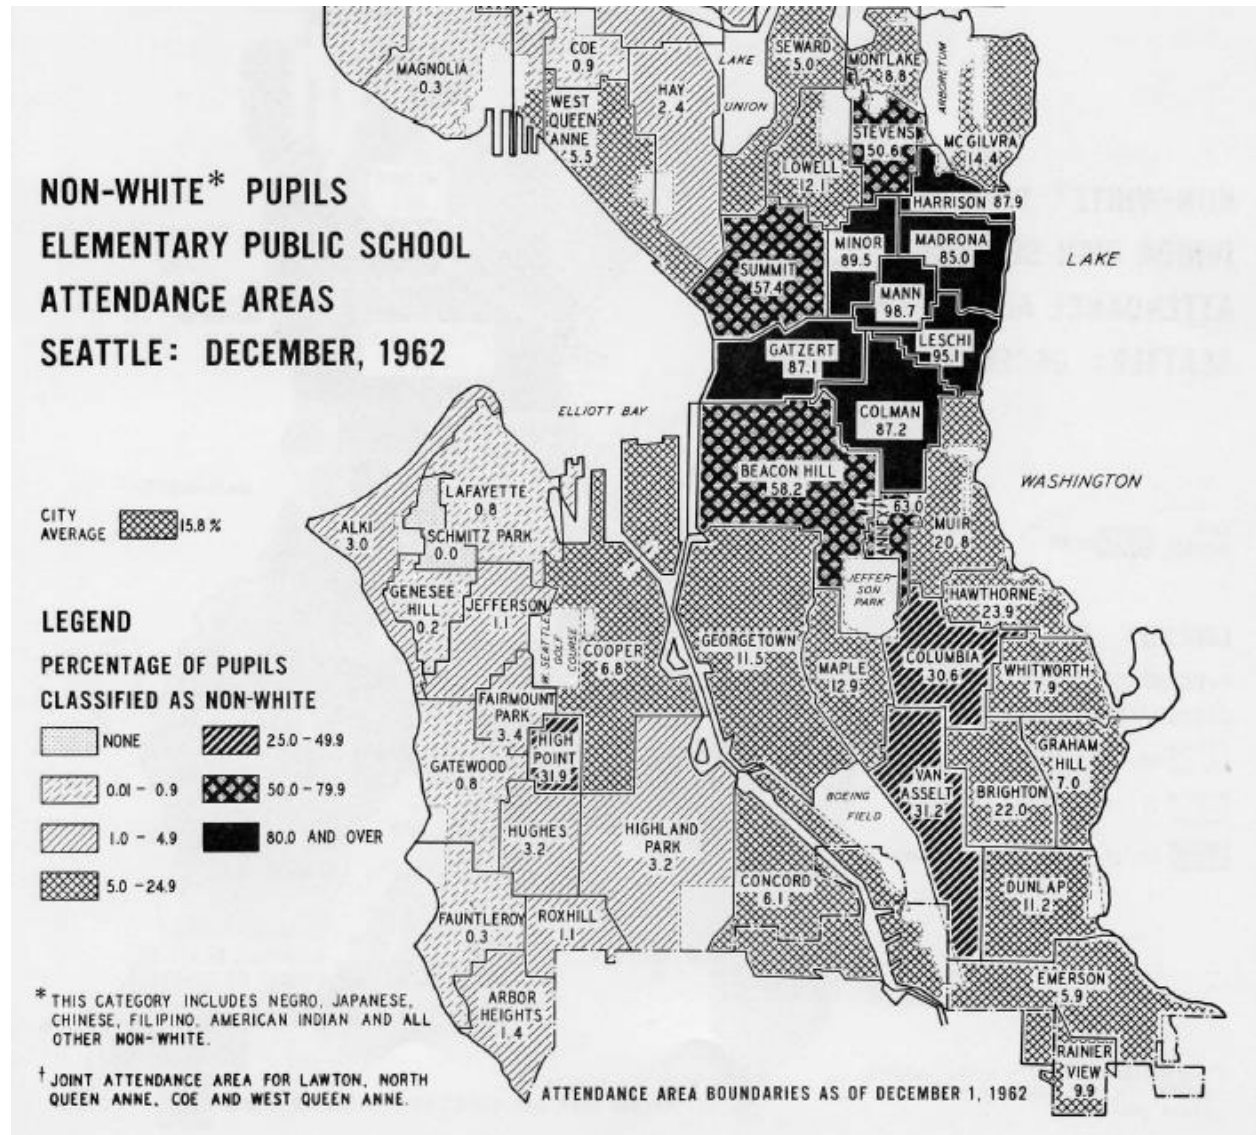 †
MAGNOLIA
0.3
COE
0.9
WEST
QUEEN
ANNE
5.5
HAY
2.4
LAKE
UNION
SEWARD
5.0
MONTLAKE
8.8
ARBORETUM
STEVENS
50.6
MC GILVRA
14.4
LOWELL
12.1
HARRISON 87.9
MINOR
89.5
MADRONA
85.0
SUMMIT
57.4
MANN
98.7
LESCHI
95.1
GATZERT
87.1
COLMAN
87.2
LAKE
WASHINGTON
NON-WHITE* PUPILS
ELEMENTARY PUBLIC SCHOOL
ATTENDANCE AREAS
SEATTLE: DECEMBER, 1962
ELLIOTT BAY
BEACON HILL
58.2
63.0
MUIR
20.8
JEFFER-
SON
PARK
HAWTHORNE
23.9
LAFAYETTE
0.8
ALKI
3.0
SCHMITZ PARK
0.0
GENESEE
HILL
0.2
JEFFERSON
1.1
W. SEATTLE
GOLF
COURSE
COOPER
6.8
GEORGETOWN
11.5
MAPLE
12.9
COLUMBIA
30.6
WHITWORTH
7.9
FAIRMOUNT
PARK
3.4
HIGH
POINT
31.9
GATEWOOD
0.8
GRAHAM
HILL
7.0
VAN
ASSELT
31.2
BRIGHTON
22.0
BOEING
FIELD
HUGHES
3.2
HIGHLAND
PARK
3.2
CONCORD
6.1
DUNLAP
11.2
FAUNTLEROY
0.3
ROXHILL
1.1
ARBOR
HEIGHTS
1.4
EMERSON
5.9
RAINIER
VIEW
9.9
CITY
AVERAGE
15.8 %
LEGEND
PERCENTAGE OF PUPILS
CLASSIFIED AS NON-WHITE
NONE
0.01 - 0.9
1.0 - 4.9
5.0 - 24.9
25.0 - 49.9
50.0 - 79.9
80.0 AND OVER
* THIS CATEGORY INCLUDES NEGRO, JAPANESE,
CHINESE, FILIPINO, AMERICAN INDIAN AND ALL
OTHER NON-WHITE.
† JOINT ATTENDANCE AREA FOR LAWTON, NORTH
QUEEN ANNE, COE AND WEST QUEEN ANNE.
ATTENDANCE AREA BOUNDARIES AS OF DECEMBER 1, 1962